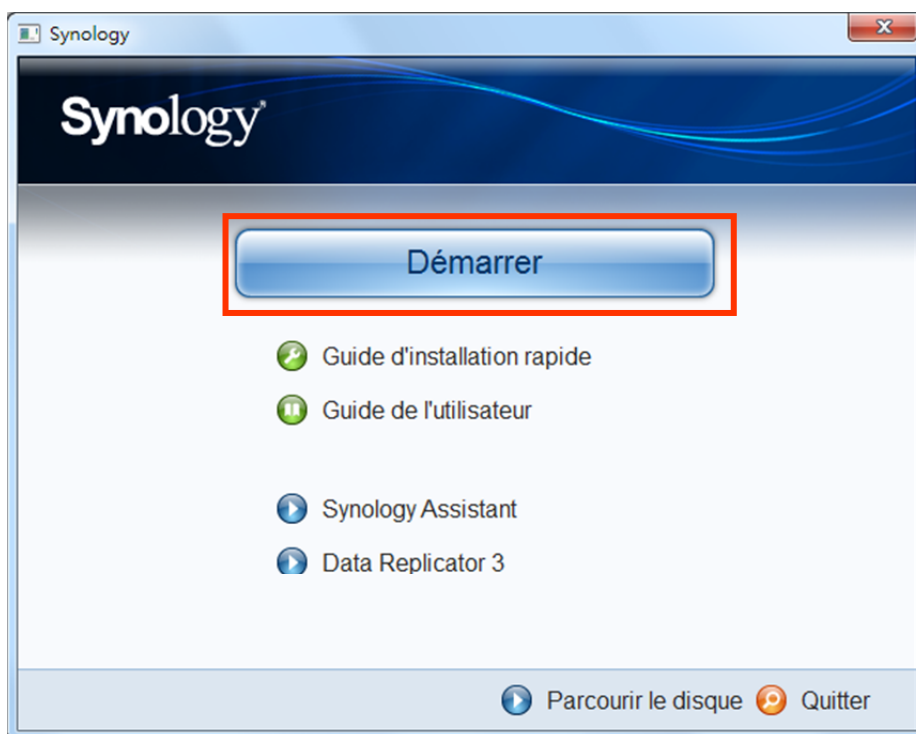 Synology
Synology
Démarrer
Guide d'installation rapide
Guide de l'utilisateur
Synology Assistant
Data Replicator 3
Parcourir le disque Quitter